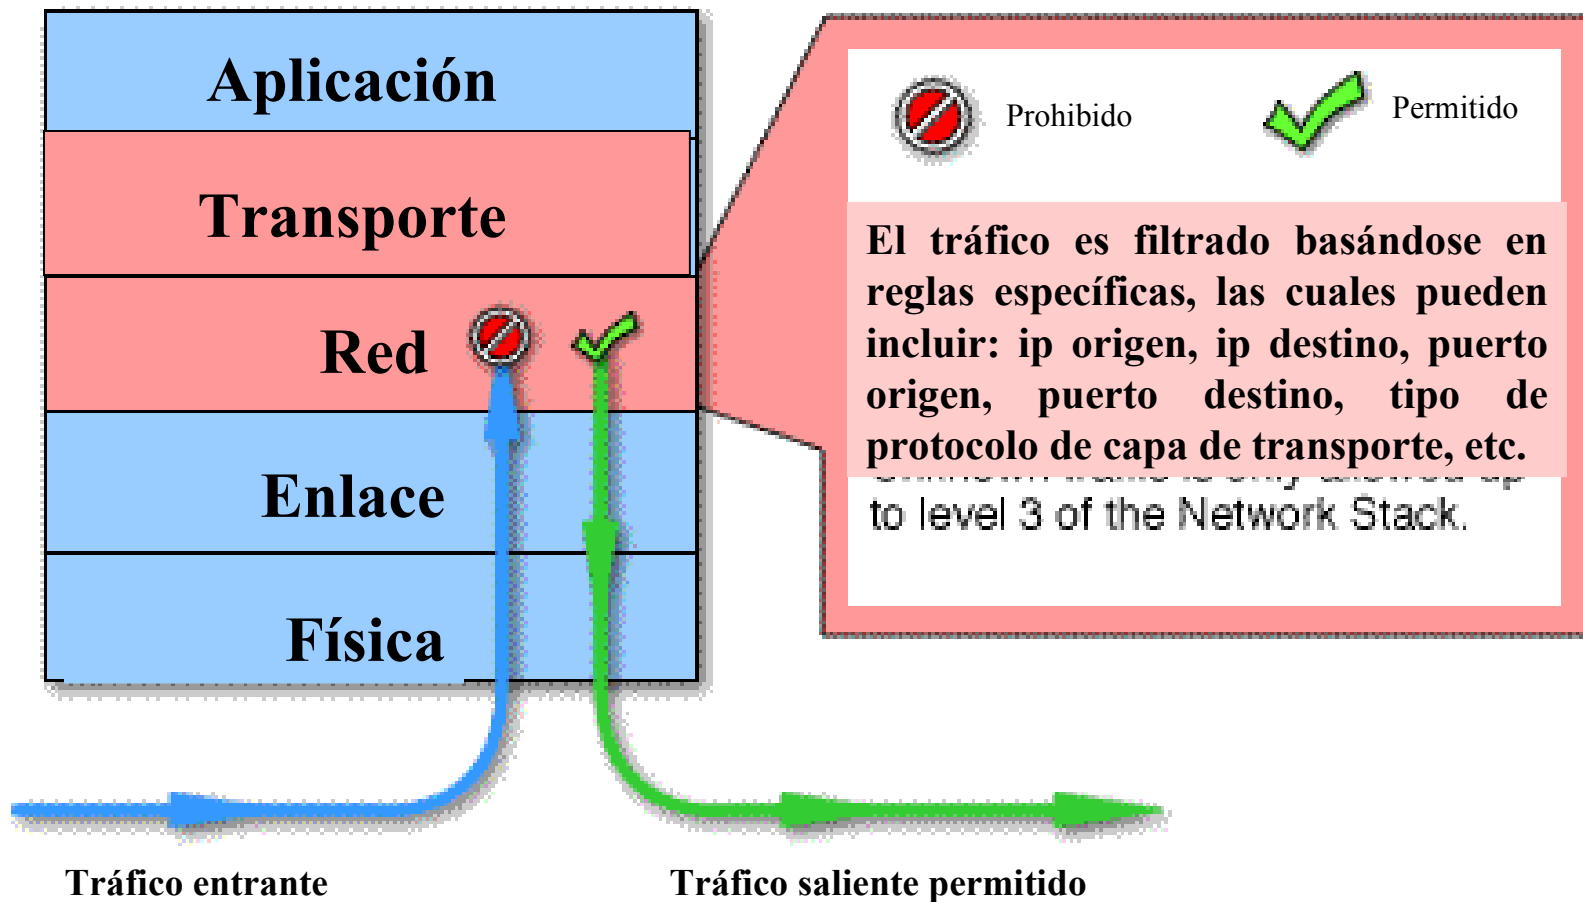 Aplicación
Transporte
Red
Enlace
Física
Prohibido
Permitido
El tráfico es filtrado basándose en
reglas específicas, las cuales pueden
incluir: ip origen, ip destino, puerto
origen, puerto destino, tipo de
protocolo de capa de transporte, etc.
to level 3 of the Network Stack.
Tráfico entrante
Tráfico saliente permitido